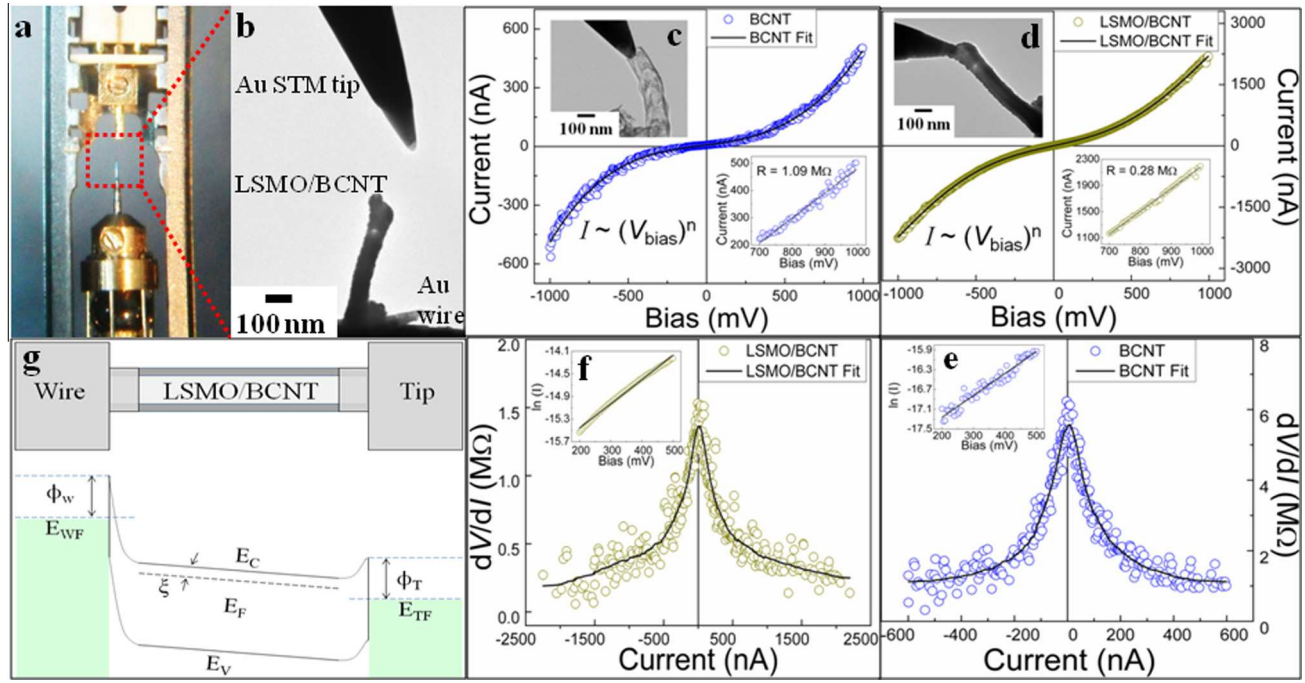 a
b
Au STM tip
LSMO/BCNT
Au
wire
100 nm
c
BCNT
BCNT Fit
100 nm
Current (nA)
600
300
0
-300
-600
I ~ (Vbias)ⁿ
R = 1.09 MΩ
Current (nA)
500
400
300
200
700 800 900 1000
Bias (mV)
-1000 -500 0 500 1000
Bias (mV)
d
LSMO/BCNT
LSMO/BCNT Fit
100 nm
3000
1500
0
-1500
-3000
Current (nA)
I ~ (Vbias)ⁿ
R = 0.28 MΩ
Current (nA)
2100
1800
1500
1100
700 800 900 1000
Bias (mV)
-1000 -500 0 500 1000
Bias (mV)
g
Wire
LSMO/BCNT
Tip
ϕw
EWF
EC
ξ
EF
EV
ϕT
ETF
f
LSMO/BCNT
LSMO/BCNT Fit
dV/dI (MΩ)
2.0
1.5
1.0
0.5
0.0
ln (I)
-14.1
-14.5
-14.9
-15.3
-15.7
200 300 400 500
Bias (mV)
-2500 -1250 0 1250 2500
Current (nA)
e
BCNT
BCNT Fit
ln (I)
-15.9
-16.3
-16.7
-17.1
-17.5
200 300 400 500
Bias (mV)
8
6
4
2
0
dV/dI (MΩ)
-600 -400 -200 0 200 400 600
Current (nA)